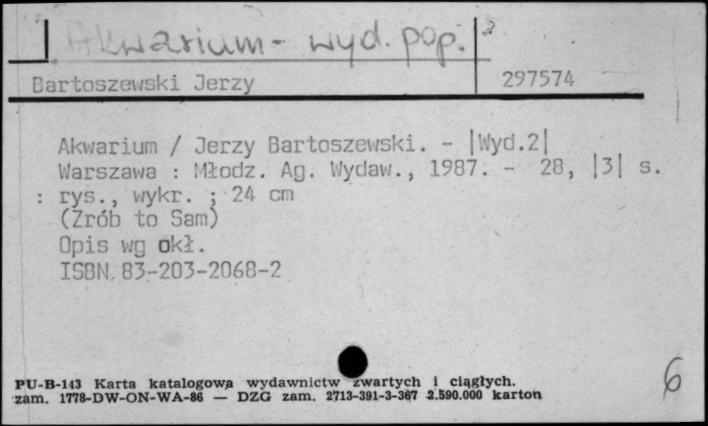 Akwarium - wyd. pop.
Bartoszewski Jerzy 297574
Akwarium / Jerzy Bartoszewski. - |Wyd.2|
Warszawa : Młodz. Ag. Wydaw., 1987. - 28, |3| s.
: rys., wykr. ; 24 cm
(Zrób to Sam)
Opis wg okł.
ISBN 83-203-2068-2
6
PU-B-143 Karta katalogowa wydawnictw zwartych i ciągłych.
zam. 1778-DW-ON-WA-86 — DZG zam. 2713-391-3-367 2.590.000 karton